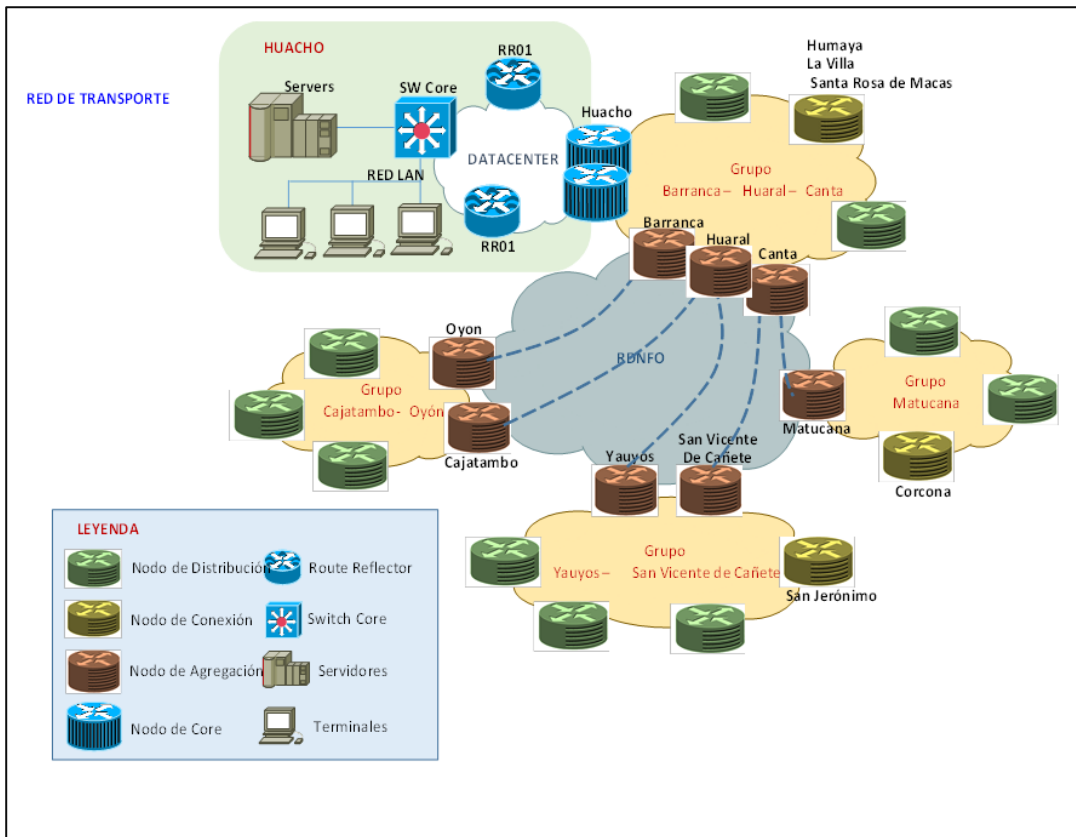 RED DE TRANSPORTE
HUACHO
Servers
SW Core
RR01
DATACENTER
RED LAN
RR01
Huacho
Humaya
La Villa
Santa Rosa de Macas
Grupo
Barranca – Huaral – Canta
Barranca
Huaral
Canta
Oyon
RDNFO
Grupo
Cajatambo- Oyón
Cajatambo
Grupo
Matucana
Matucana
Corcona
Yauyos
San Vicente
De Cañete
Grupo
Yauyos – San Vicente de Cañete
San Jerónimo
LEYENDA
Nodo de Distribución
Route Reflector
Nodo de Conexión
Switch Core
Nodo de Agregación
Servidores
Nodo de Core
Terminales